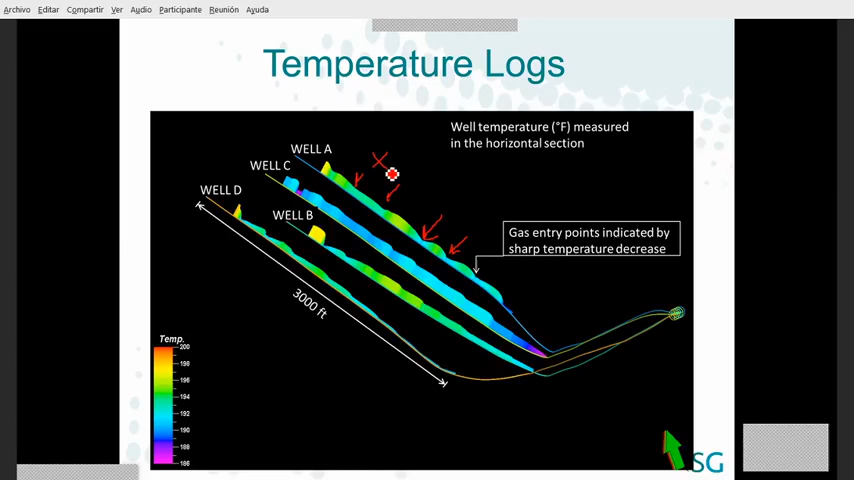 Archivo Editar Compartir Ver Audio Participante Reunión Ayuda
Temperature Logs
Well temperature (°F) measured
in the horizontal section
WELL A
WELL C
WELL D
WELL B
Gas entry points indicated by
sharp temperature decrease
3000 ft
Temp.
200
198
196
194
192
190
188
186
SG